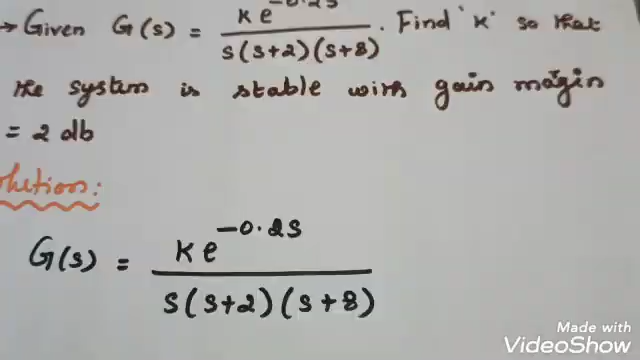 → Given G(s) = Ke^-0.2s / s(s+2)(s+8). Find 'K' so that
the system is stable with gain margin
= 2 db
olution:
G(s) = Ke^-0.2s / s(s+2)(s+8)
Made with
VideoShow